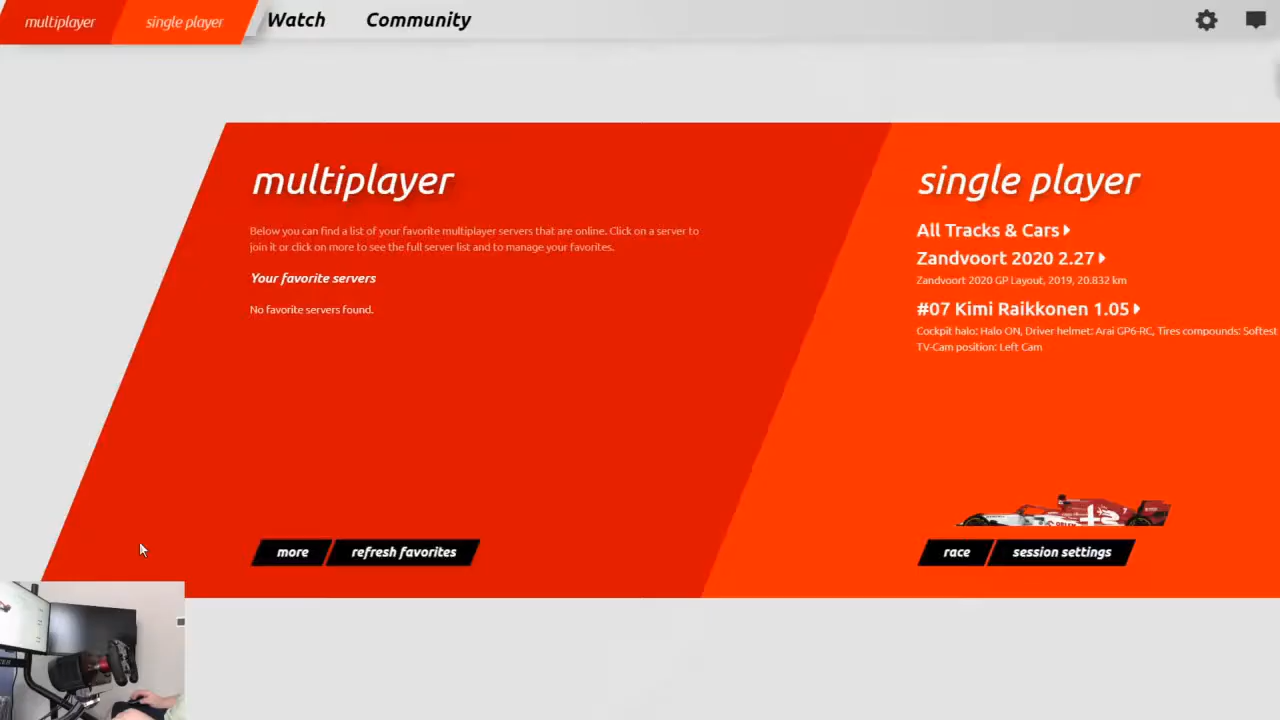 multiplayer
single player
Watch
Community
multiplayer
Below you can find a list of your favorite multiplayer servers that are online. Click on a server to
join it or click on more to see the full server list and to manage your favorites.
Your favorite servers
No favorite servers found.
more
refresh favorites
single player
All Tracks & Cars
Zandvoort 2020 2.27
Zandvoort 2020 GP Layout, 2019, 20.832 km
#07 Kimi Raikkonen 1.05
Cockpit halo: Halo ON, Driver helmet: Arai GP6-RC, Tires compounds: Softest
TV-Cam position: Left Cam
race
session settings